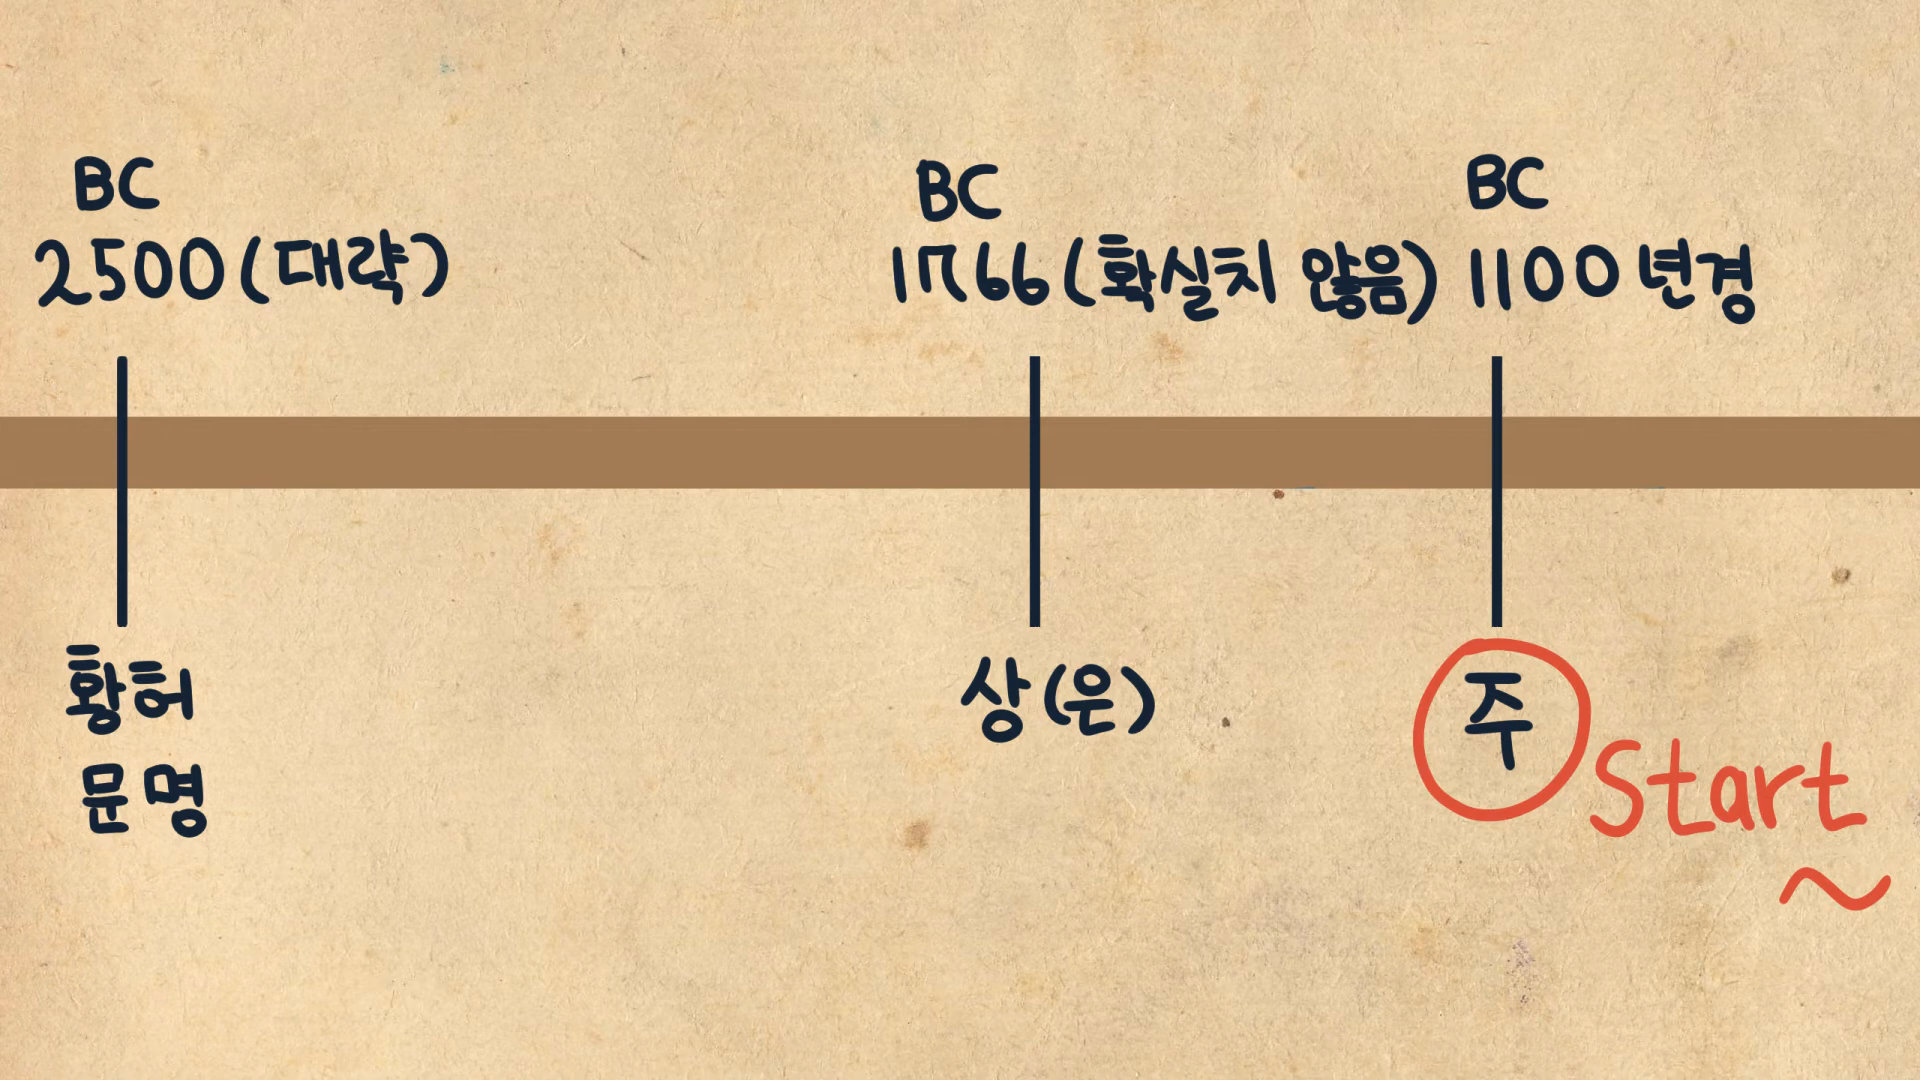 BC
2500(대략)
BC
1766(확실치 않음)
BC
1100년경
황허
문명
상(은)
주
Start
~